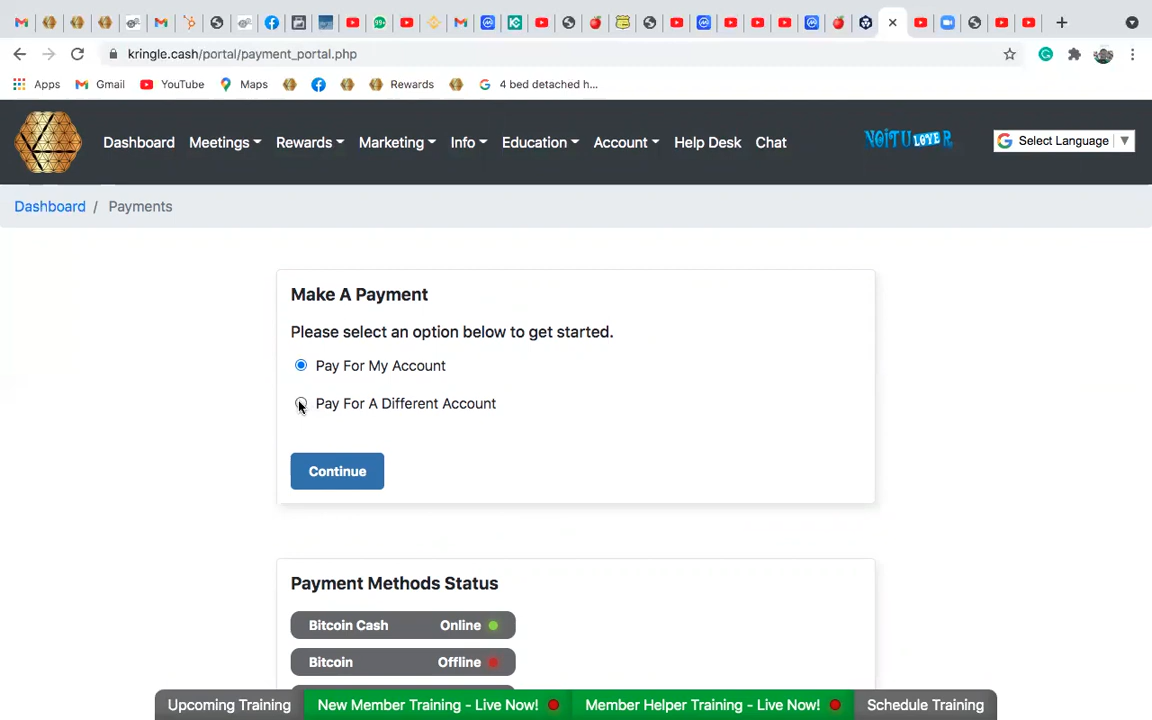 kringle.cash/portal/payment_portal.php
Apps Gmail YouTube Maps Rewards 4 bed detached h...
Dashboard Meetings Rewards Marketing Info Education Account Help Desk Chat Select Language
Dashboard / Payments
Make A Payment
Please select an option below to get started.
Pay For My Account
Pay For A Different Account
Continue
Payment Methods Status
Bitcoin Cash Online
Bitcoin Offline
Upcoming Training New Member Training - Live Now! Member Helper Training - Live Now! Schedule Training